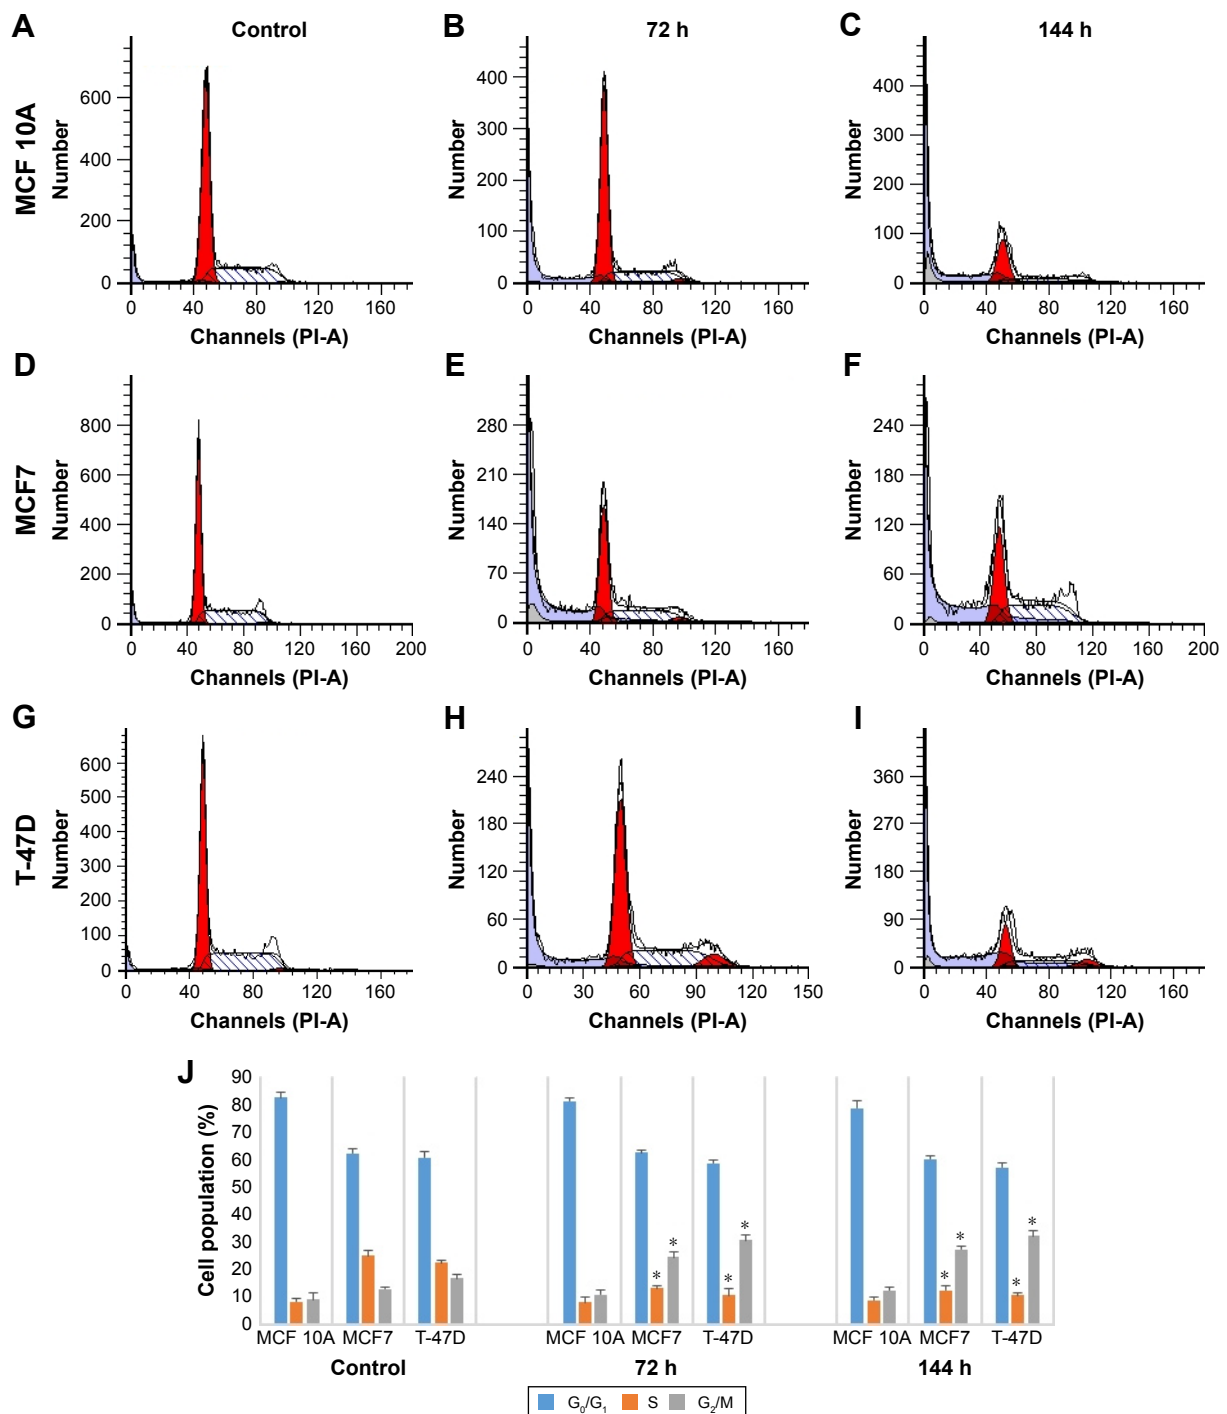 A Control B 72 h C 144 h
MCF 10A
Number
600
400
200
0
0 40 80 120 160
Channels (PI-A)
Number
400
300
200
100
0
0 40 80 120 160
Channels (PI-A)
Number
400
300
200
100
0
0 40 80 120 160
Channels (PI-A)
D E F
MCF7
Number
800
600
400
200
0
0 40 80 120 160 200
Channels (PI-A)
Number
280
210
140
70
0
0 40 80 120 160
Channels (PI-A)
Number
240
180
120
60
0
0 40 80 120 160 200
Channels (PI-A)
G H I
T-47D
Number
600
500
400
300
200
100
0
0 40 80 120 160
Channels (PI-A)
Number
240
180
120
60
0
0 30 60 90 120 150
Channels (PI-A)
Number
360
270
180
90
0
0 40 80 120 160
Channels (PI-A)
J
Cell population (%)
90
80
70
60
50
40
30
20
10
0
* * * * * * * *
MCF 10A MCF7 T-47D MCF 10A MCF7 T-47D MCF 10A MCF7 T-47D
Control 72 h 144 h
G₀/G₁ S G₂/M